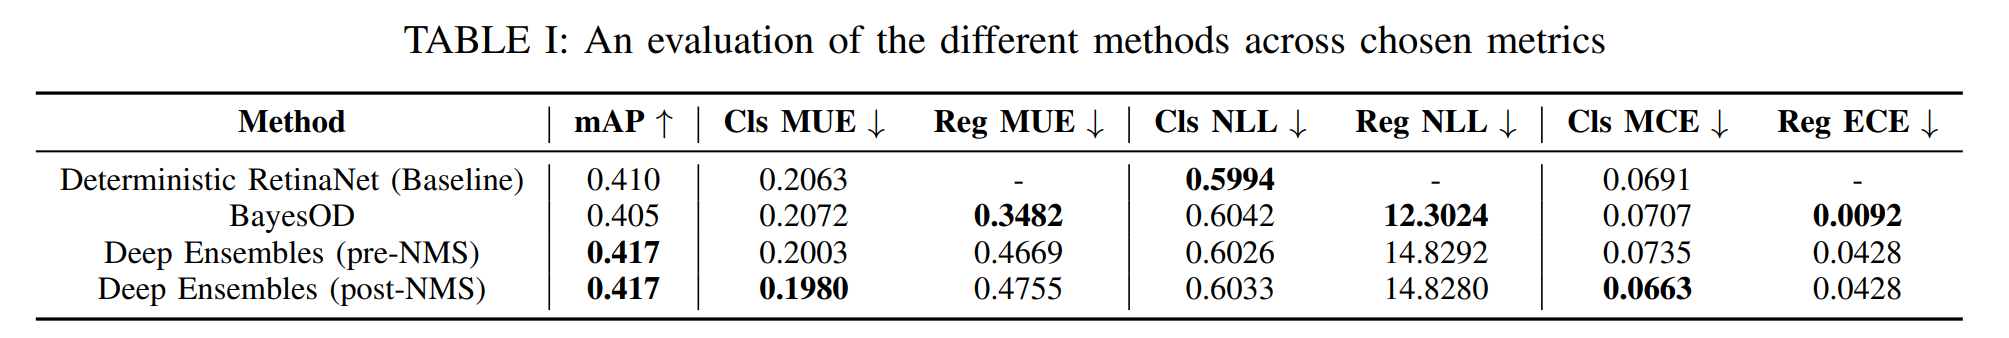 TABLE I: An evaluation of the different methods across chosen metrics
Method mAP ↑ Cls MUE ↓ Reg MUE ↓ Cls NLL ↓ Reg NLL ↓ Cls MCE ↓ Reg ECE ↓
Deterministic RetinaNet (Baseline) 0.410 0.2063 - 0.5994 - 0.0691 -
BayesOD 0.405 0.2072 0.3482 0.6042 12.3024 0.0707 0.0092
Deep Ensembles (pre-NMS) 0.417 0.2003 0.4669 0.6026 14.8292 0.0735 0.0428
Deep Ensembles (post-NMS) 0.417 0.1980 0.4755 0.6033 14.8280 0.0663 0.0428